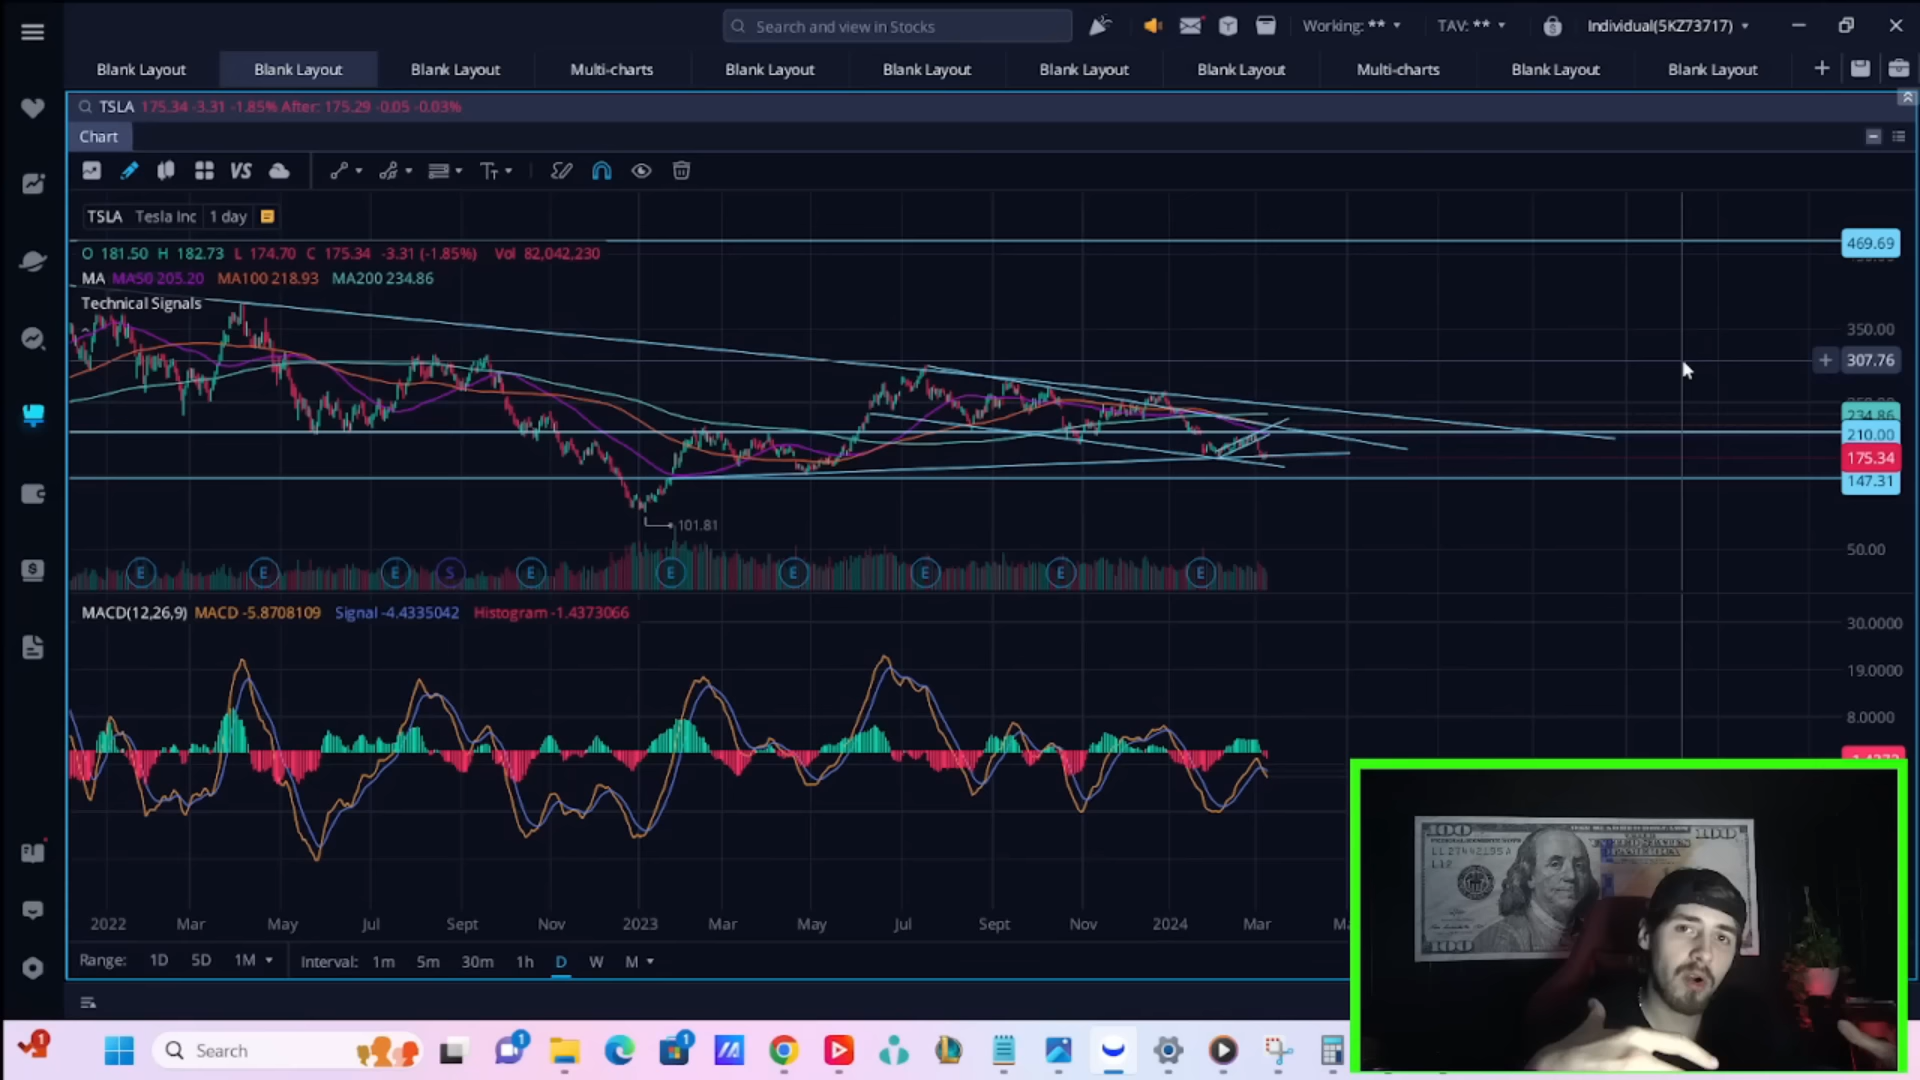 Search and view in Stocks
Working: **
TAV: **
Individual(5KZ73717)
Blank Layout
Blank Layout
Blank Layout
Multi-charts
Blank Layout
Blank Layout
Blank Layout
Blank Layout
Multi-charts
Blank Layout
Blank Layout
TSLA 175.34 -3.31 -1.85% After: 175.29 -0.05 -0.03%
Chart
VS
TSLA Tesla Inc 1 day
O 181.50 H 182.73 L 174.70 C 175.34 -3.31 (-1.85%) Vol 82,042,230
469.69
MA MA50 205.20 MA100 218.93 MA200 234.86
Technical Signals
350.00
307.76
234.86
210.00
175.34
147.31
101.81
50.00
E E E S E E E E E E
MACD(12,26,9) MACD -5.8708109 Signal -4.4335042 Histogram -1.4373066
30.0000
19.0000
8.0000
2022 Mar May Jul Sept Nov 2023 Mar May Jul Sept Nov 2024 Mar
Range: 1D 5D 1M Interval: 1m 5m 30m 1h D W M
100 100
100
Search
1
1
1